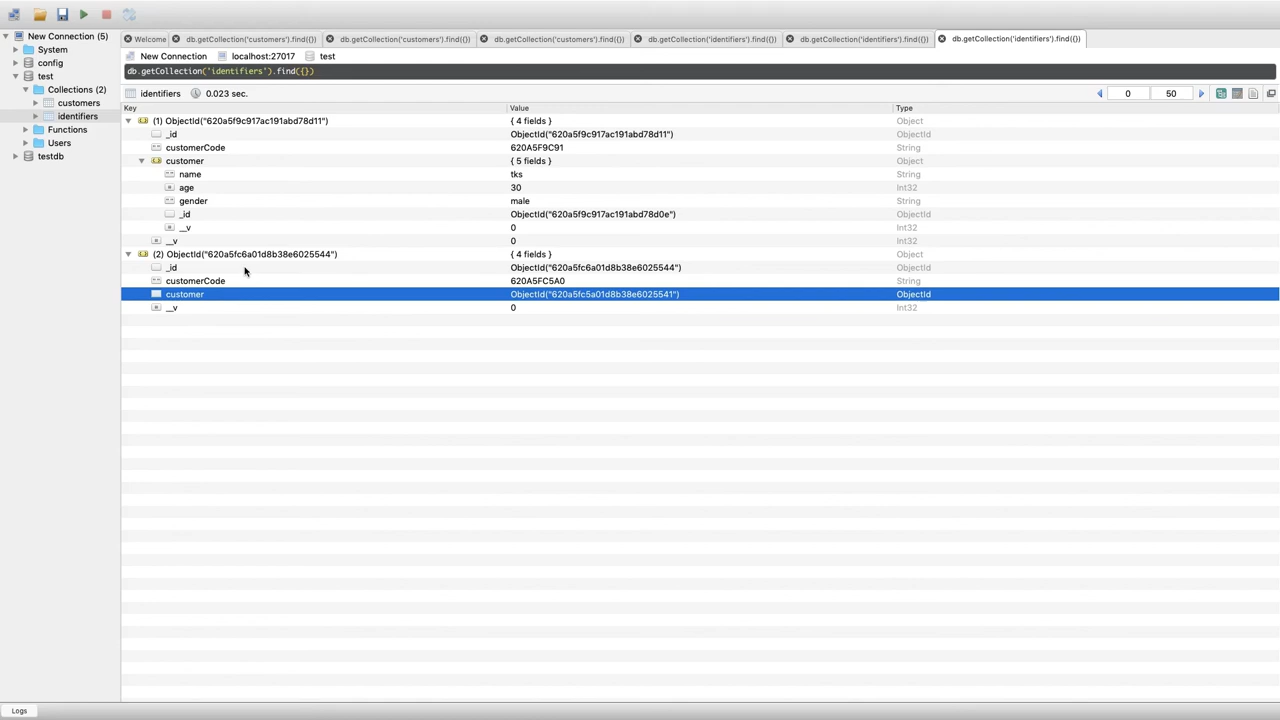 New Connection (5)
System
config
test
Collections (2)
customers
identifiers
Functions
Users
testdb
Welcome db.getCollection('customers').find({}) db.getCollection('customers').find({}) db.getCollection('customers').find({}) db.getCollection('identifiers').find({}) db.getCollection('identifiers').find({}) db.getCollection('identifiers').find({})
New Connection localhost:27017 test
db.getCollection('identifiers').find({})
identifiers 0.023 sec. 0 50
Key Value Type
(1) ObjectId("620a5f9c917ac191abd78d11") { 4 fields } Object
_id ObjectId("620a5f9c917ac191abd78d11") ObjectId
customerCode 620A5F9C91 String
customer { 5 fields } Object
name tks String
age 30 Int32
gender male String
_id ObjectId("620a5f9c917ac191abd78d0e") ObjectId
__v 0 Int32
__v 0 Int32
(2) ObjectId("620a5fc6a01d8b38e6025544") { 4 fields } Object
_id ObjectId("620a5fc6a01d8b38e6025544") ObjectId
customerCode 620A5FC5A0 String
customer ObjectId("620a5fc5a01d8b38e6025541") ObjectId
__v 0 Int32
Logs